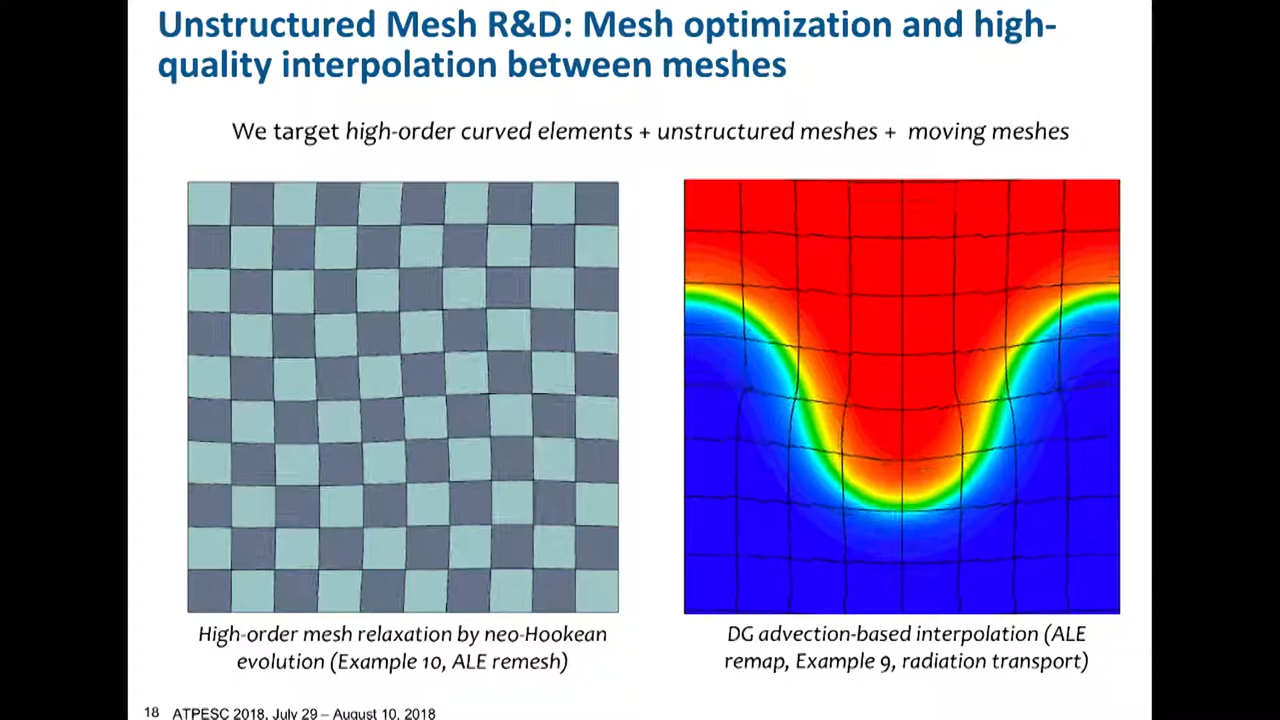 Unstructured Mesh R&D: Mesh optimization and high-
quality interpolation between meshes
We target high-order curved elements + unstructured meshes + moving meshes
High-order mesh relaxation by neo-Hookean
evolution (Example 10, ALE remesh)
DG advection-based interpolation (ALE
remap, Example 9, radiation transport)
18 ATPESC 2018, July 29 – August 10, 2018